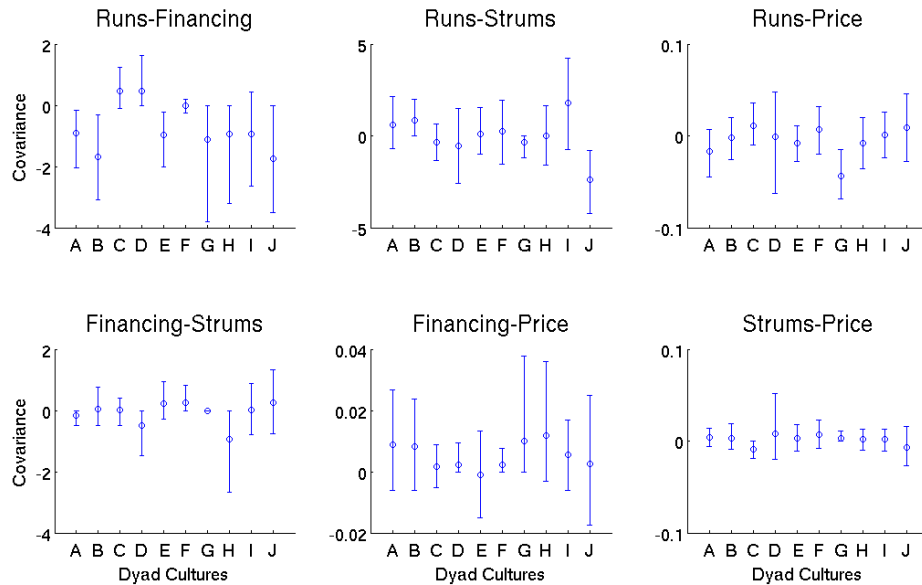 Runs-Financing
Runs-Strums
Runs-Price
2
0
-2
-4
Covariance
A B C D E F G H I J
5
0
-5
A B C D E F G H I J
0.1
0
-0.1
A B C D E F G H I J
Financing-Strums
Financing-Price
Strums-Price
2
0
-2
-4
Covariance
A B C D E F G H I J
Dyad Cultures
0.04
0.02
0
-0.02
A B C D E F G H I J
Dyad Cultures
0.1
0
-0.1
A B C D E F G H I J
Dyad Cultures